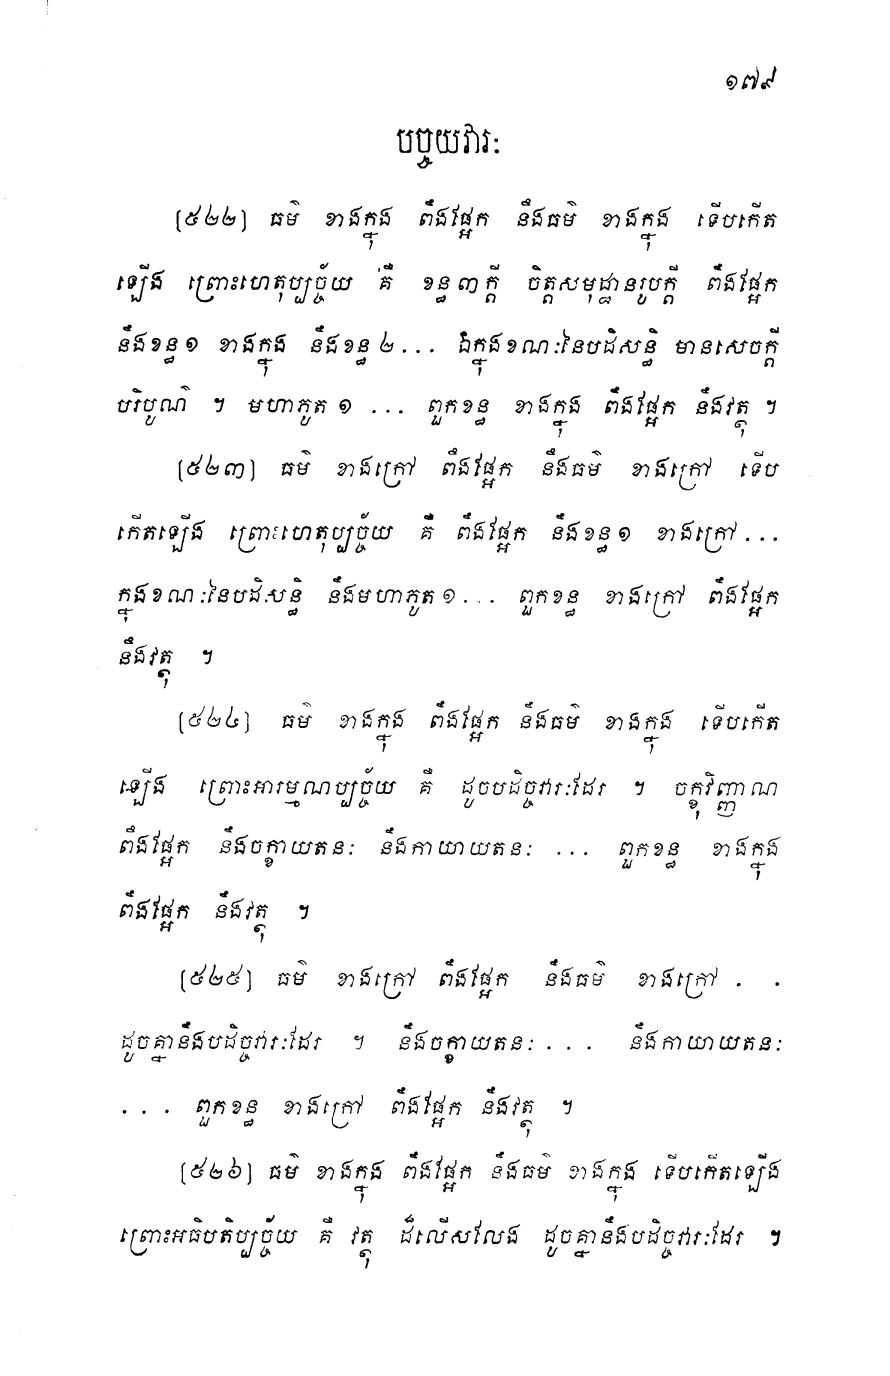 ១៧៩
បច្ចយវារៈ
(៥២២) ធម៌ ខាងក្នុង ពឹងផ្អែក នឹងធម៌ ខាងក្នុង ទើបកើត
ឡើង ព្រោះហេតុប្បច្ច័យ គឺ ខន្ធ៣ក្តី ចិត្តសមុដ្ឋានរូបក្តី ពឹងផ្អែក
នឹងខន្ធ១ ខាងក្នុង នឹងខន្ធ២... ឯក្នុងខណៈនៃបដិសន្ធិ មានសេចក្តី
បរិបូណ៌ ។ មហាភូត១ ... ពួកខន្ធ ខាងក្នុង ពឹងផ្អែក នឹងវត្ថុ ។
(៥២៣) ធម៌ ខាងក្រៅ ពឹងផ្អែក នឹងធម៌ ខាងក្រៅ ទើប
កើតឡើង ព្រោះហេតុប្បច្ច័យ គឺ ពឹងផ្អែក នឹងខន្ធ១ ខាងក្រៅ...
ក្នុងខណៈនៃបដិសន្ធិ នឹងមហាភូត១... ពួកខន្ធ ខាងក្រៅ ពឹងផ្អែក
នឹងវត្ថុ ។
(៥២៤) ធម៌ ខាងក្នុង ពឹងផ្អែក នឹងធម៌ ខាងក្នុង ទើបកើត
ឡើង ព្រោះអារម្មណប្បច្ច័យ គឺ ដូចបដិច្ចវារៈដែរ ។ ចក្ខុវិញ្ញាណ
ពឹងផ្អែក នឹងចក្ខាយតនៈ នឹងកាយាយតនៈ ... ពួកខន្ធ ខាងក្នុង
ពឹងផ្អែក នឹងវត្ថុ ។
(៥២៥) ធម៌ ខាងក្រៅ ពឹងផ្អែក នឹងធម៌ ខាងក្រៅ . .
ដូចគ្នានឹងបដិច្ចវារៈដែរ ។ នឹងចក្ខាយតនៈ... នឹងកាយាយតនៈ
... ពួកខន្ធ ខាងក្រៅ ពឹងផ្អែក នឹងវត្ថុ ។
(៥២៦) ធម៌ ខាងក្នុង ពឹងផ្អែក នឹងធម៌ ខាងក្នុង ទើបកើតឡើង
ព្រោះអធិបតិប្បច្ច័យ គឺ វត្ថុ ដ៏លើសលែង ដូចគ្នានឹងបដិច្ចវារៈដែរ ។